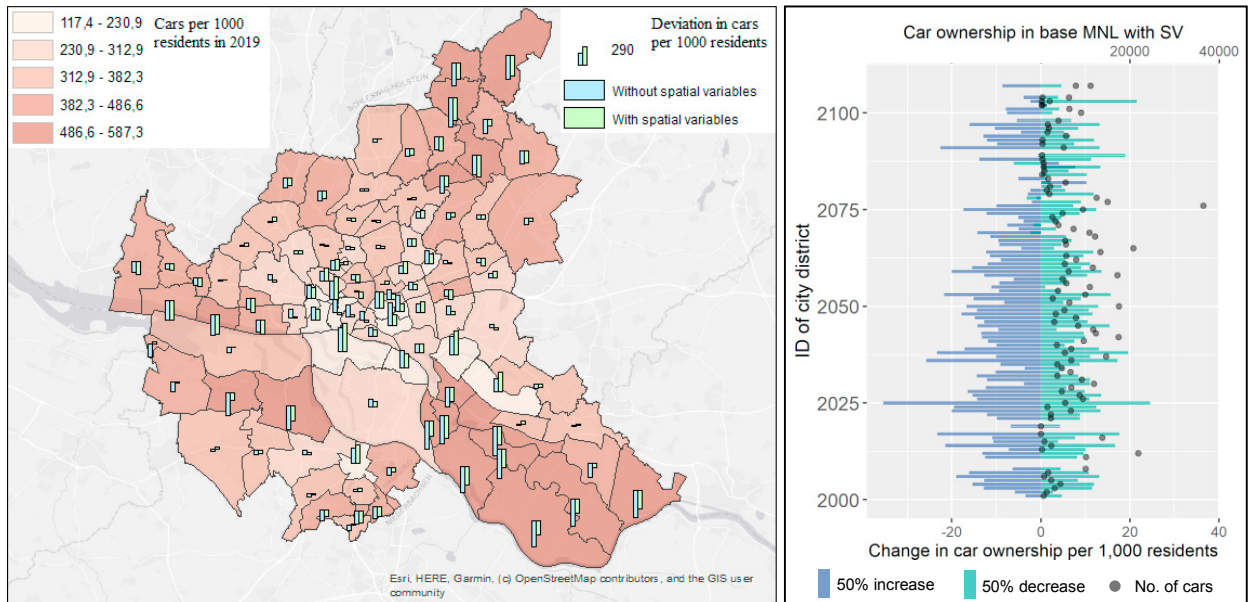 117,4 - 230,9
230,9 - 312,9
312,9 - 382,3
382,3 - 486,6
486,6 - 587,3
Cars per 1000
residents in 2019
Deviation in cars
per 1000 residents
290
Without spatial variables
With spatial variables
SCHLESWIG-HOLSTEIN
Esri, HERE, Garmin, (c) OpenStreetMap contributors, and the GIS user
community
Car ownership in base MNL with SV
0 20000 40000
ID of city district
2100
2075
2050
2025
2000
-20 0 20 40
Change in car ownership per 1,000 residents
50% increase 50% decrease No. of cars